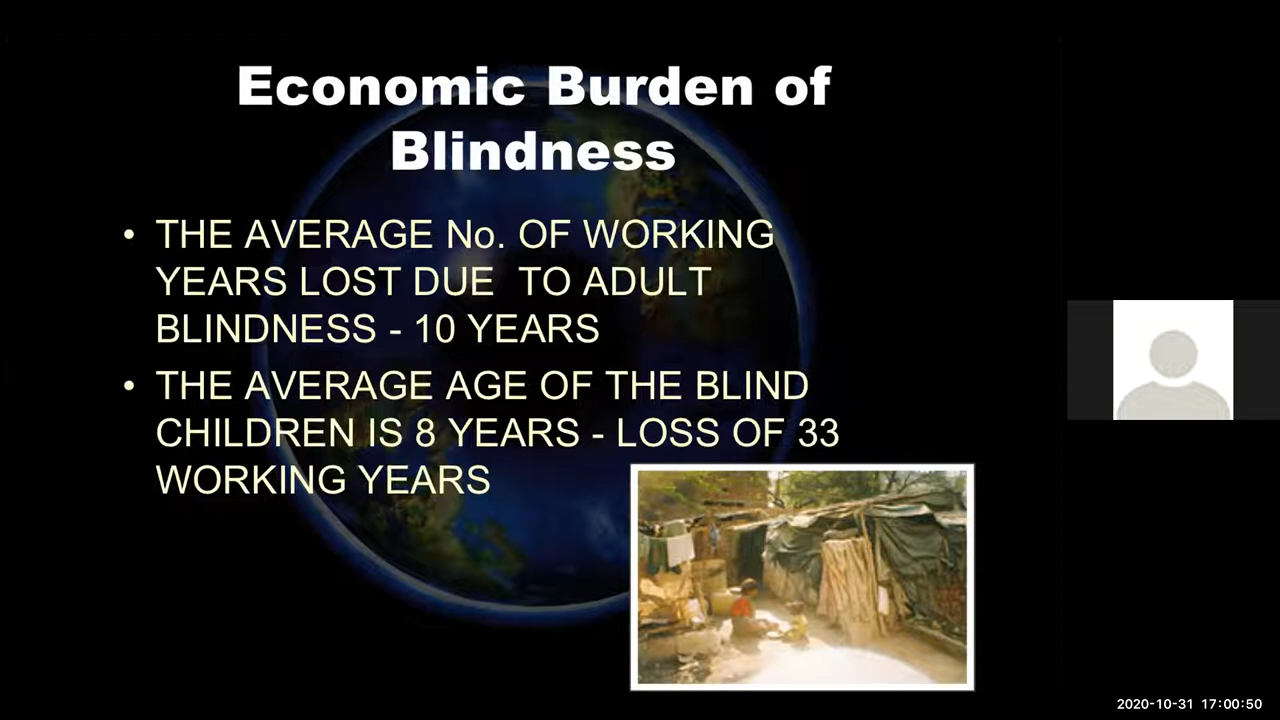 Economic Burden of
Blindness
• THE AVERAGE No. OF WORKING
YEARS LOST DUE  TO ADULT
BLINDNESS - 10 YEARS
• THE AVERAGE AGE OF THE BLIND
CHILDREN IS 8 YEARS - LOSS OF 33
WORKING YEARS
2020-10-31 17:00:50